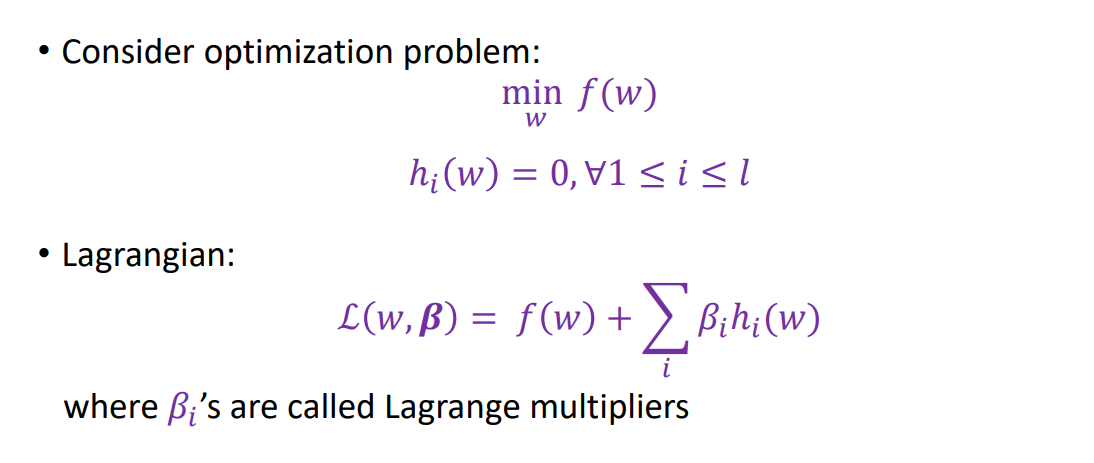 • Consider optimization problem:
min f(w)
w
hᵢ(w) = 0, ∀1 ≤ i ≤ l
• Lagrangian:
ℒ(w, 𝜷) = f(w) + ∑ βᵢhᵢ(w)
i
where βᵢ's are called Lagrange multipliers